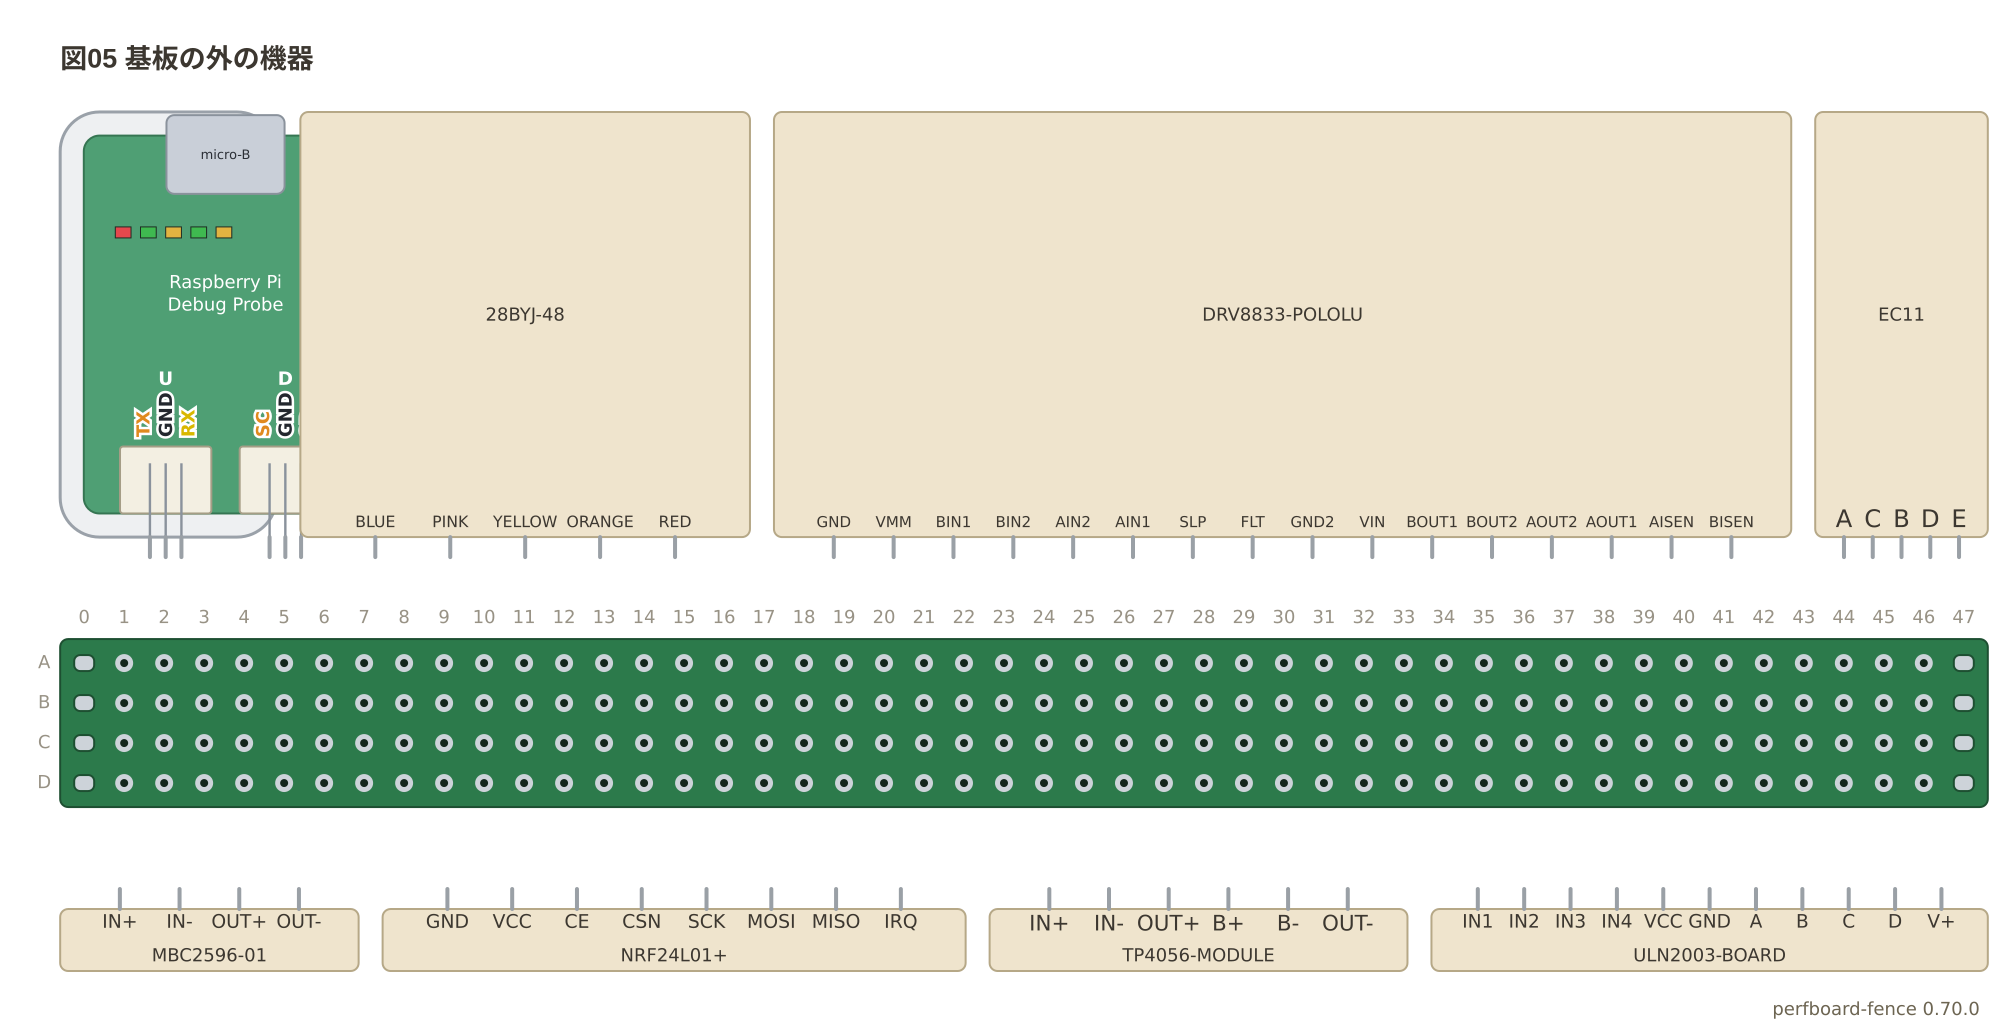 図05 基板の外の機器
micro-B
Raspberry Pi
Debug Probe
U
D
TX
GND
RX
SC
GND
28BYJ-48
BLUE PINK YELLOW ORANGE RED
DRV8833-POLOLU
GND VMM BIN1 BIN2 AIN2 AIN1 SLP FLT GND2 VIN BOUT1 BOUT2 AOUT2 AOUT1 AISEN BISEN
EC11
A C B D E
0 1 2 3 4 5 6 7 8 9 10 11 12 13 14 15 16 17 18 19 20 21 22 23 24 25 26 27 28 29 30 31 32 33 34 35 36 37 38 39 40 41 42 43 44 45 46 47
A
B
C
D
IN+ IN- OUT+ OUT-
MBC2596-01
GND VCC CE CSN SCK MOSI MISO IRQ
NRF24L01+
IN+ IN- OUT+ B+ B- OUT-
TP4056-MODULE
IN1 IN2 IN3 IN4 VCC GND A B C D V+
ULN2003-BOARD
perfboard-fence 0.70.0